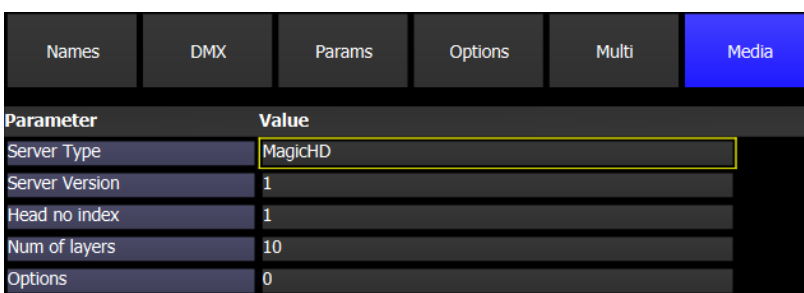 Names DMX Params Options Multi Media
Parameter Value
Server Type MagicHD
Server Version 1
Head no index 1
Num of layers 10
Options 0